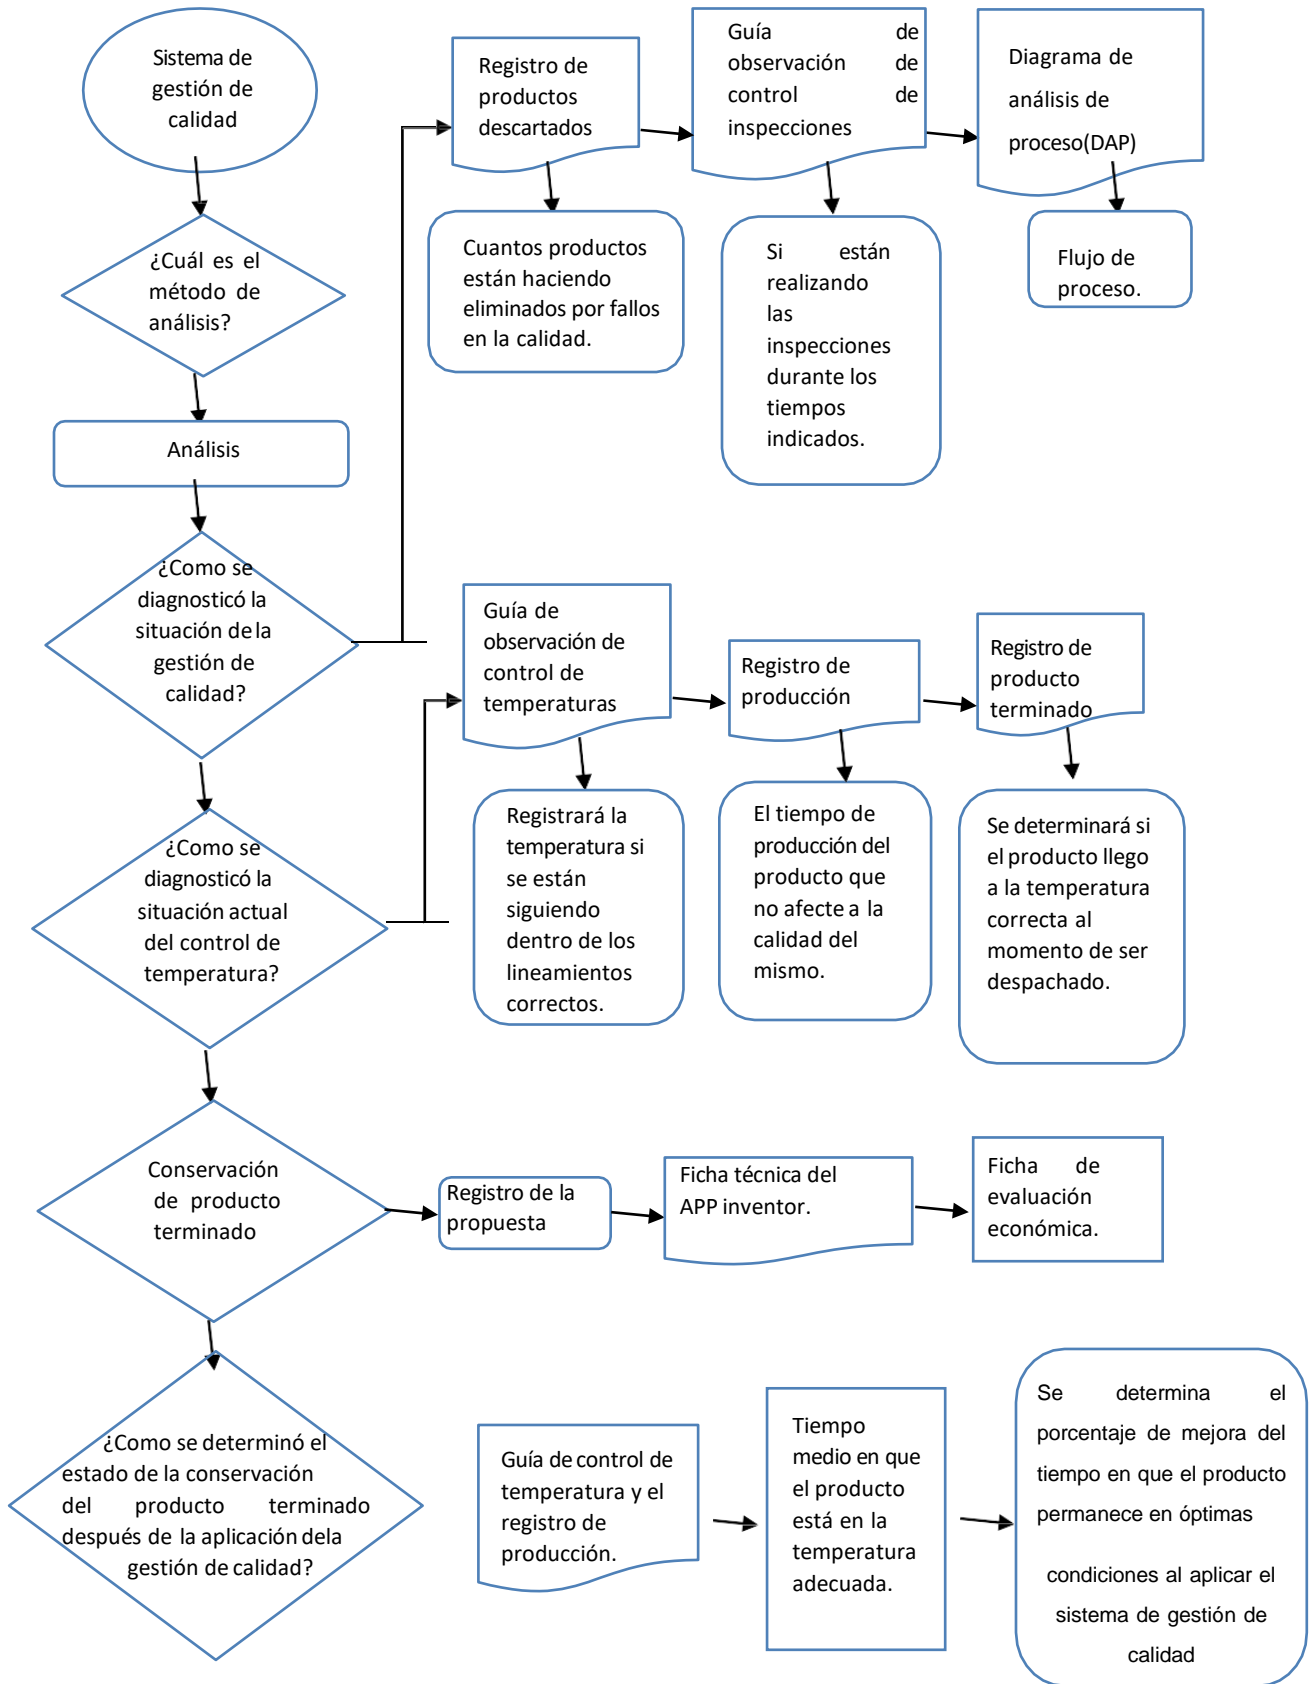 Sistema de
gestión de
calidad
¿Cuál es el
método de
análisis?
Análisis
¿Como se
diagnosticó la
situación dela
gestión de
calidad?
Registro de
productos
descartados
Guía de
observación de
control de
inspecciones
Diagrama de
análisis de
proceso(DAP)
Cuantos productos
están haciendo
eliminados por fallos
en la calidad.
Si están
realizando
las
inspecciones
durante los
tiempos
indicados.
Flujo de
proceso.
¿Como se
diagnosticó la
situación actual
del control de
temperatura?
Guía de
observación de
control de
temperaturas
Registro de
producción
Registro de
producto
terminado
Registrará la
temperatura si
se están
siguiendo
dentro de los
lineamientos
correctos.
El tiempo de
producción del
producto que
no afecte a la
calidad del
mismo.
Se determinará si
el producto llego
a la temperatura
correcta al
momento de ser
despachado.
Conservación
de producto
terminado
Registro de la
propuesta
Ficha técnica del
APP inventor.
Ficha de
evaluación
económica.
¿Como se determinó el
estado de la conservación
del producto terminado
después de la aplicación dela
gestión de calidad?
Guía de control de
temperatura y el
registro de
producción.
Tiempo
medio en que
el producto
está en la
temperatura
adecuada.
Se determina el
porcentaje de mejora del
tiempo en que el producto
permanece en óptimas
condiciones al aplicar el
sistema de gestión de
calidad